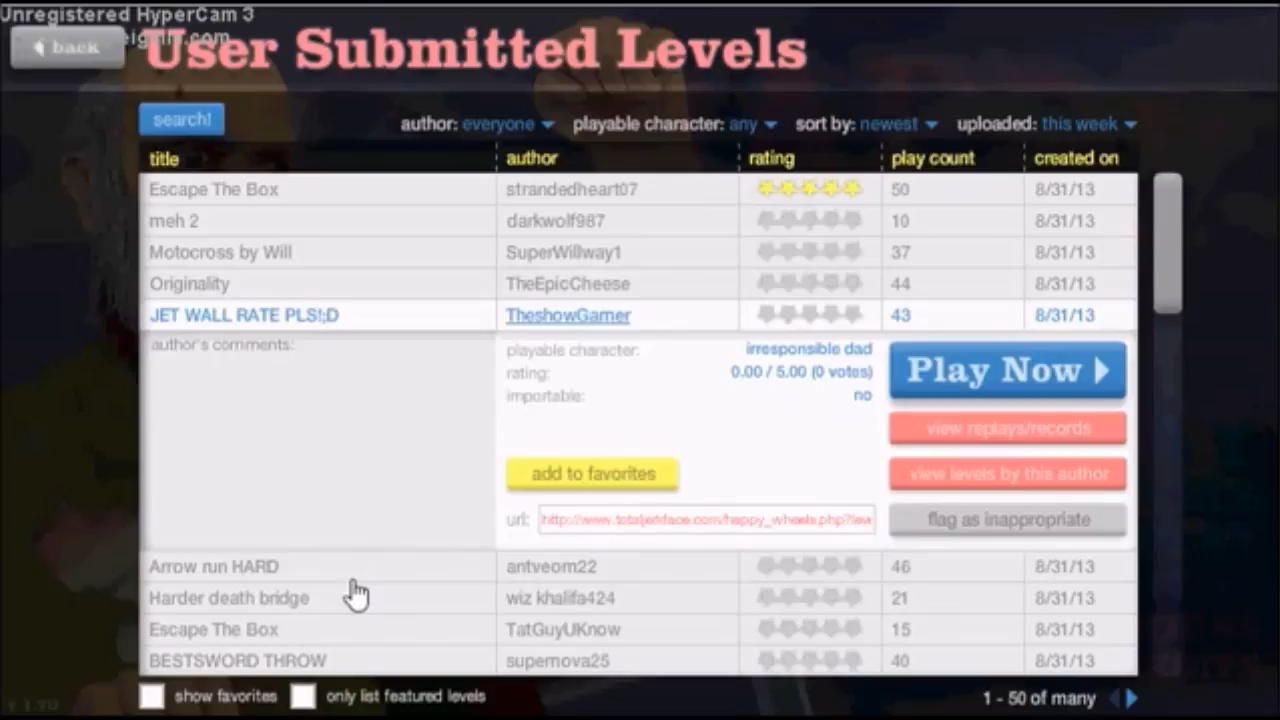 Unregistered HyperCam 3
back
User Submitted Levels
search!
author: everyone playable character: any sort by: newest uploaded: this week
title author rating play count created on
Escape The Box strandedheart07 50 8/31/13
meh 2 darkwolf987 10 8/31/13
Motocross by Will SuperWillway1 37 8/31/13
Originality TheEpicCheese 44 8/31/13
JET WALL RATE PLS!;D TheshowGamer 43 8/31/13
author's comments:
playable character: irresponsible dad
rating: 0.00 / 5.00 (0 votes)
importable: no
Play Now
view replays/records
add to favorites
view levels by this author
url: http://www.totaljerkface.com/happy_wheels.php?lev
flag as inappropriate
Arrow run HARD antveom22 46 8/31/13
Harder death bridge wiz khalifa424 21 8/31/13
Escape The Box TatGuyUKnow 15 8/31/13
BESTSWORD THROW supernova25 40 8/31/13
show favorites only list featured levels 1 - 50 of many